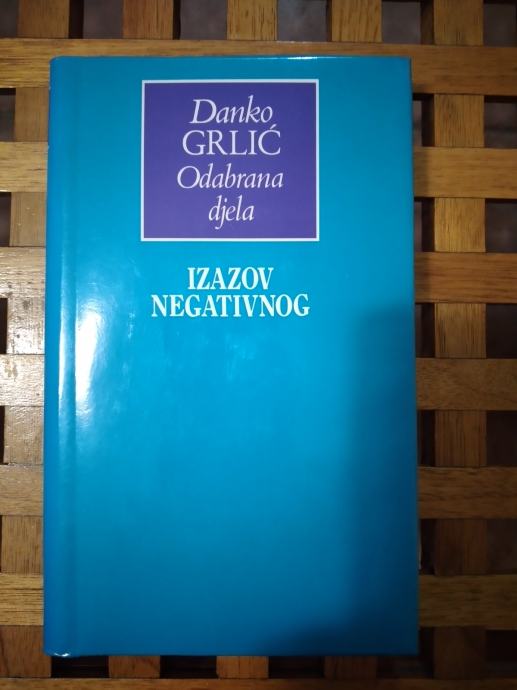 Danko
GRLIĆ
Odabrana
djela
IZAZOV
NEGATIVNOG